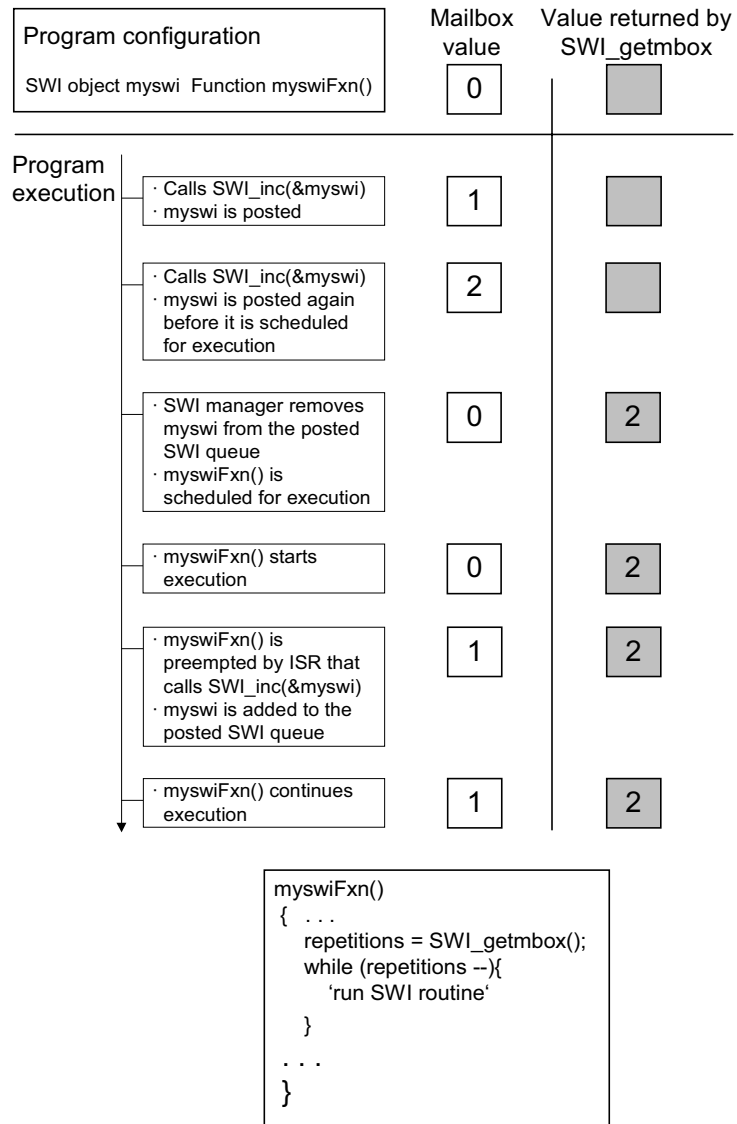 Program configuration
SWI object myswi Function myswiFxn()
Mailbox
value
Value returned by
SWI_getmbox
0
Program
execution
· Calls SWI_inc(&myswi)
· myswi is posted
1
· Calls SWI_inc(&myswi)
· myswi is posted again
before it is scheduled
for execution
2
· SWI manager removes
myswi from the posted
SWI queue
· myswiFxn() is
scheduled for execution
0
2
· myswiFxn() starts
execution
0
2
· myswiFxn() is
preempted by ISR that
calls SWI_inc(&myswi)
· myswi is added to the
posted SWI queue
1
2
· myswiFxn() continues
execution
1
2
myswiFxn()
{ . . .
repetitions = SWI_getmbox();
while (repetitions --){
‘run SWI routine‘
}
. . .
}